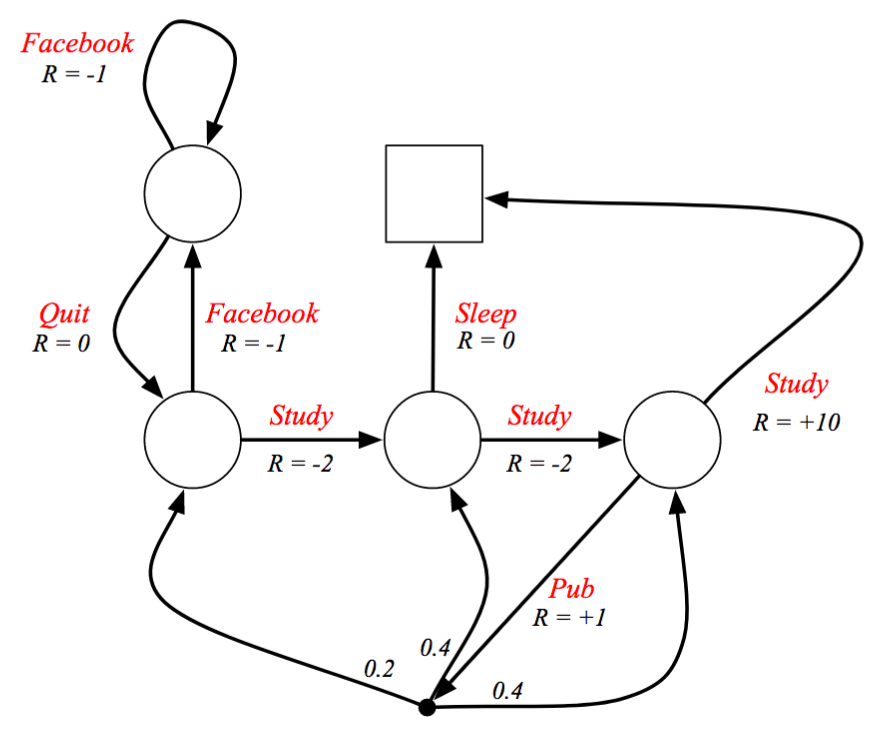 Facebook
R = -1
Quit
R = 0
Facebook
R = -1
Sleep
R = 0
Study
R = +10
Study
R = -2
Study
R = -2
Pub
R = +1
0.2
0.4
0.4